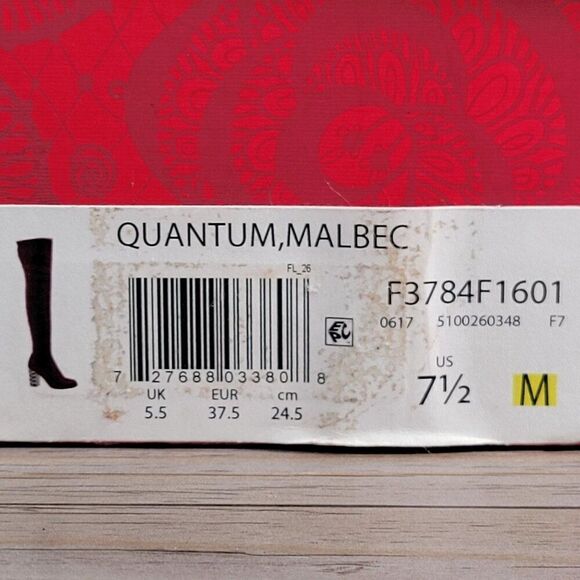 QUANTUM,MALBEC
FL_26
F3784F1601
0617 5100260348 F7
7 27688 03380 8
UK EUR cm
5.5 37.5 24.5
US
7½ M